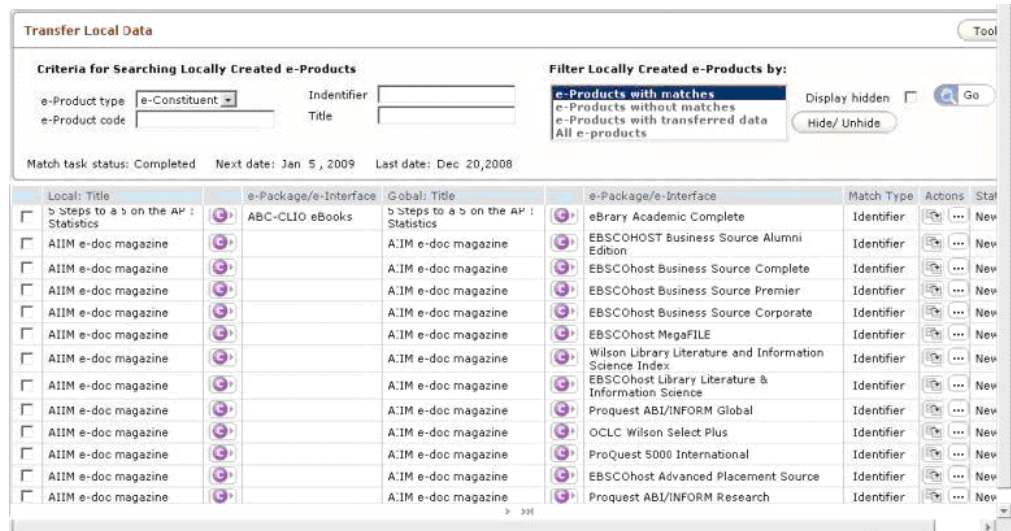 Transfer Local Data
Tool
Criteria for Searching Locally Created e-Products
Filter Locally Created e-Products by:
e-Product type e-Constituent
Indentifier
e-Product code
Title
e-Products with matches
e-Products without matches
e-Products with transferred data
All e-products
Display hidden
Go
Hide/ Unhide
Match task status: Completed Next date: Jan 5 , 2009 Last date: Dec 20,2008
Local: Title e-Package/e-Interface Global: Title e-Package/e-Interface Match Type Actions Stat
5 Steps to a 5 on the AP : Statistics C ABC-CLIO eBooks 5 Steps to a 5 on the AP : Statistics C eBrary Academic Complete Identifier ... New
AIIM e-doc magazine C AIIM e-doc magazine C EBSCOHOST Business Source Alumni Edition Identifier ... New
AIIM e-doc magazine C AIIM e-doc magazine C EBSCOhost Business Source Complete Identifier ... New
AIIM e-doc magazine C AIIM e-doc magazine C EBSCOhost Business Source Premier Identifier ... New
AIIM e-doc magazine C AIIM e-doc magazine C EBSCOhost Business Source Corporate Identifier ... New
AIIM e-doc magazine C AIIM e-doc magazine C EBSCOhost MegaFILE Identifier ... New
AIIM e-doc magazine C AIIM e-doc magazine C Wilson Library Literature and Information Science Index Identifier ... New
AIIM e-doc magazine C AIIM e-doc magazine C EBSCOhost Library Literature & Information Science Identifier ... New
AIIM e-doc magazine C AIIM e-doc magazine C Proquest ABI/INFORM Global Identifier ... New
AIIM e-doc magazine C AIIM e-doc magazine C OCLC Wilson Select Plus Identifier ... New
AIIM e-doc magazine C AIIM e-doc magazine C ProQuest 5000 International Identifier ... New
AIIM e-doc magazine C AIIM e-doc magazine C EBSCOhost Advanced Placement Source Identifier ... New
AIIM e-doc magazine C AIIM e-doc magazine C Proquest ABI/INFORM Research Identifier ... New